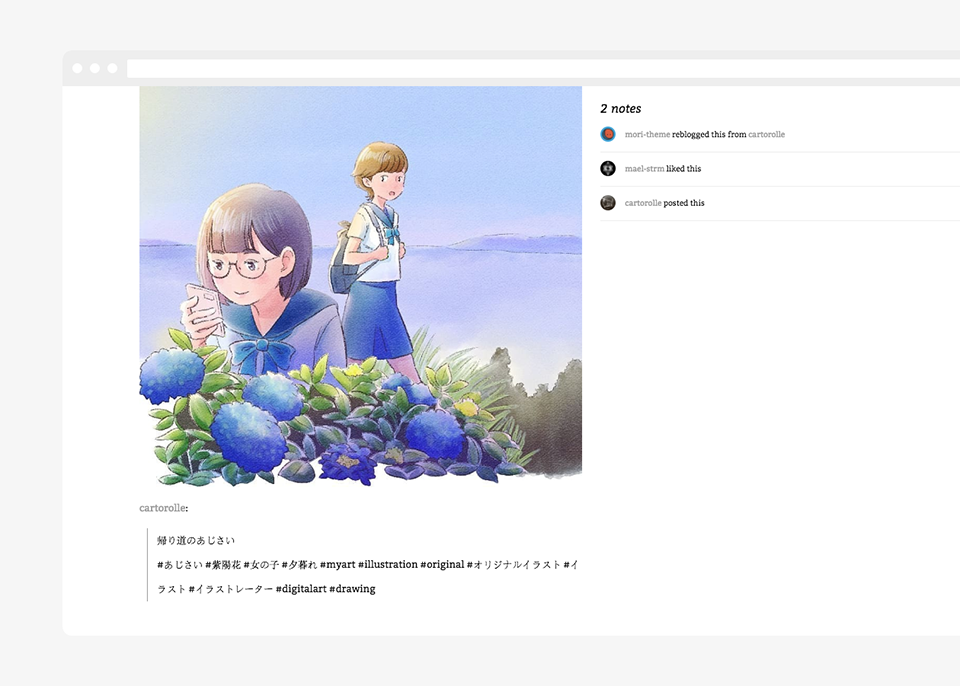 2 notes
mori-theme reblogged this from cartorolle
mael-strm liked this
cartorolle posted this
cartorolle:
帰り道のあじさい
#あじさい #紫陽花 #女の子 #夕暮れ #myart #illustration #original #オリジナルイラスト #イ
ラスト #イラストレーター #digitalart #drawing